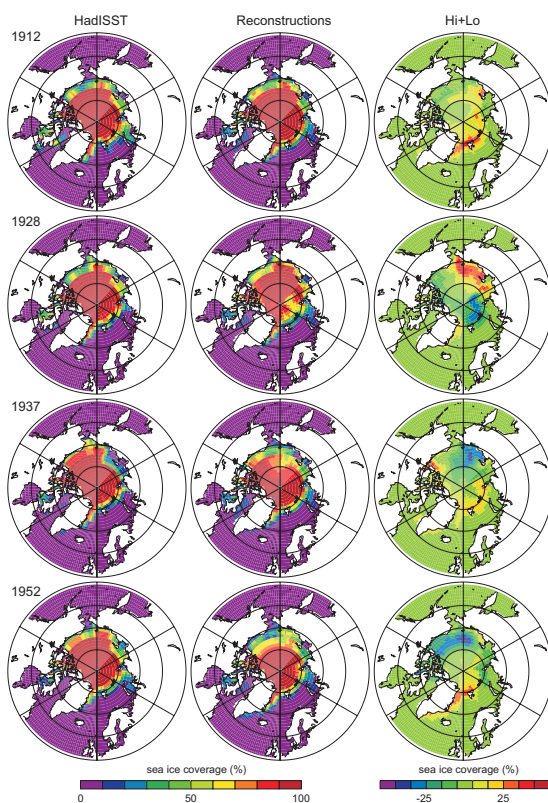 HadISST Reconstructions Hi+Lo
1912
1928
1937
1952
sea ice coverage (%) sea ice coverage (%)
0 50 100 -25 25